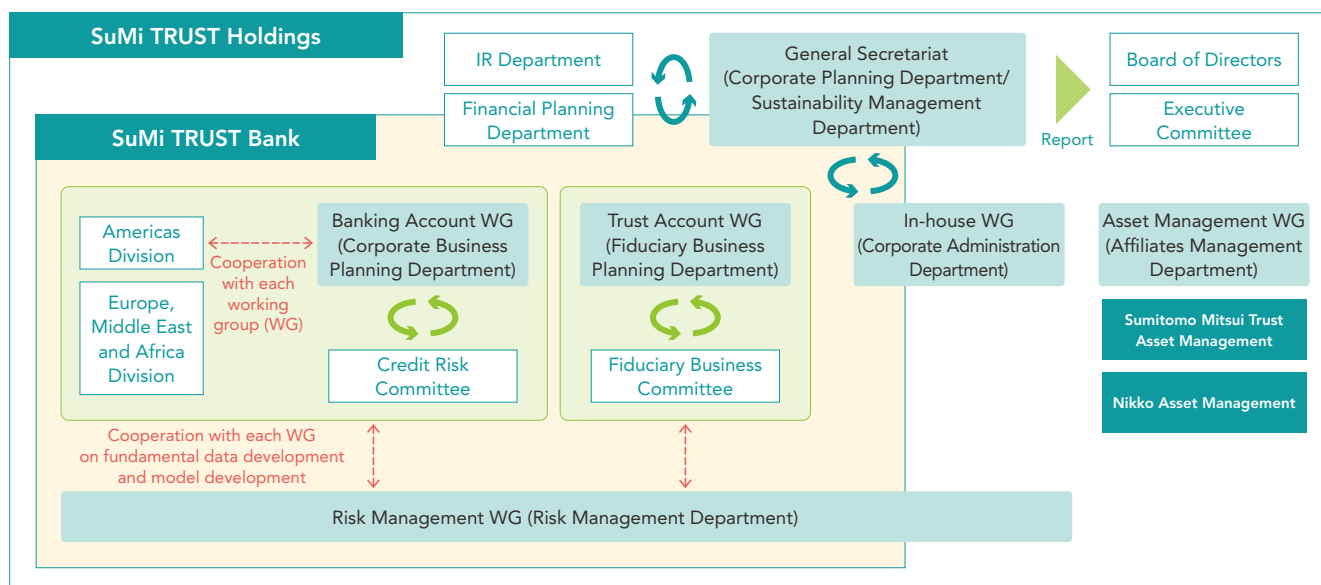 SuMi TRUST Holdings
IR Department
Financial Planning
Department
General Secretariat
(Corporate Planning Department/
Sustainability Management
Department)
Report
Board of Directors
Executive
Committee
SuMi TRUST Bank
Americas
Division
Europe,
Middle East
and Africa
Division
Cooperation
with each
working
group (WG)
Banking Account WG
(Corporate Business
Planning Department)
Credit Risk
Committee
Trust Account WG
(Fiduciary Business
Planning Department)
Fiduciary Business
Committee
In-house WG
(Corporate Administration
Department)
Asset Management WG
(Affiliates Management
Department)
Sumitomo Mitsui Trust
Asset Management
Nikko Asset Management
Cooperation with each WG
on fundamental data development
and model development
Risk Management WG (Risk Management Department)